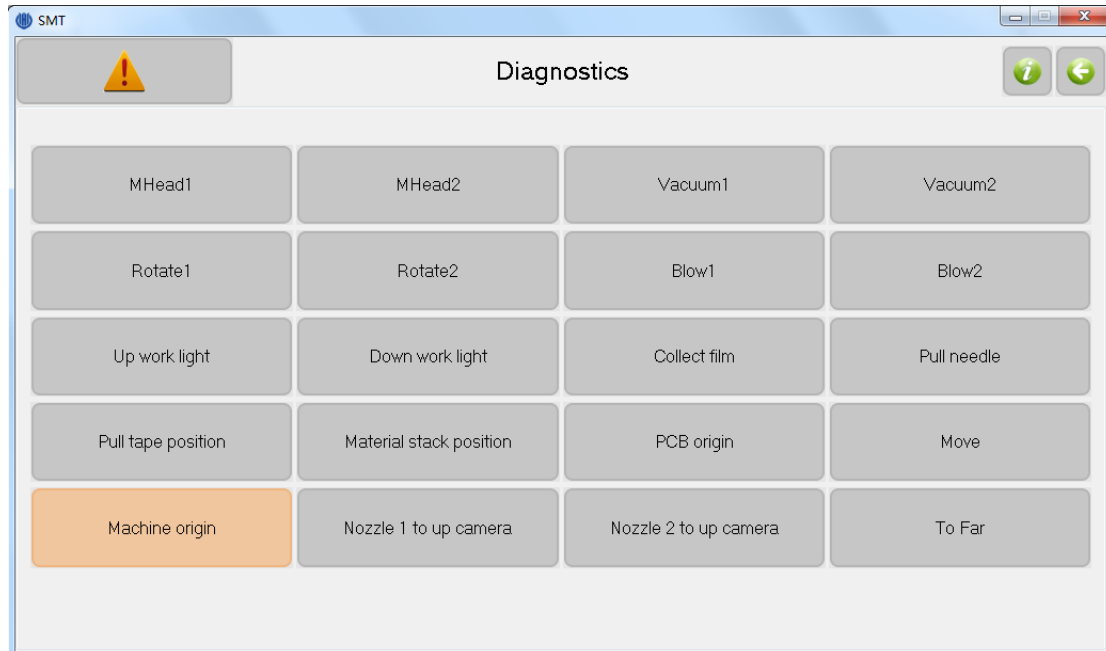 SMT
Diagnostics
MHead1
MHead2
Vacuum1
Vacuum2
Rotate1
Rotate2
Blow1
Blow2
Up work light
Down work light
Collect film
Pull needle
Pull tape position
Material stack position
PCB origin
Move
Machine origin
Nozzle 1 to up camera
Nozzle 2 to up camera
To Far